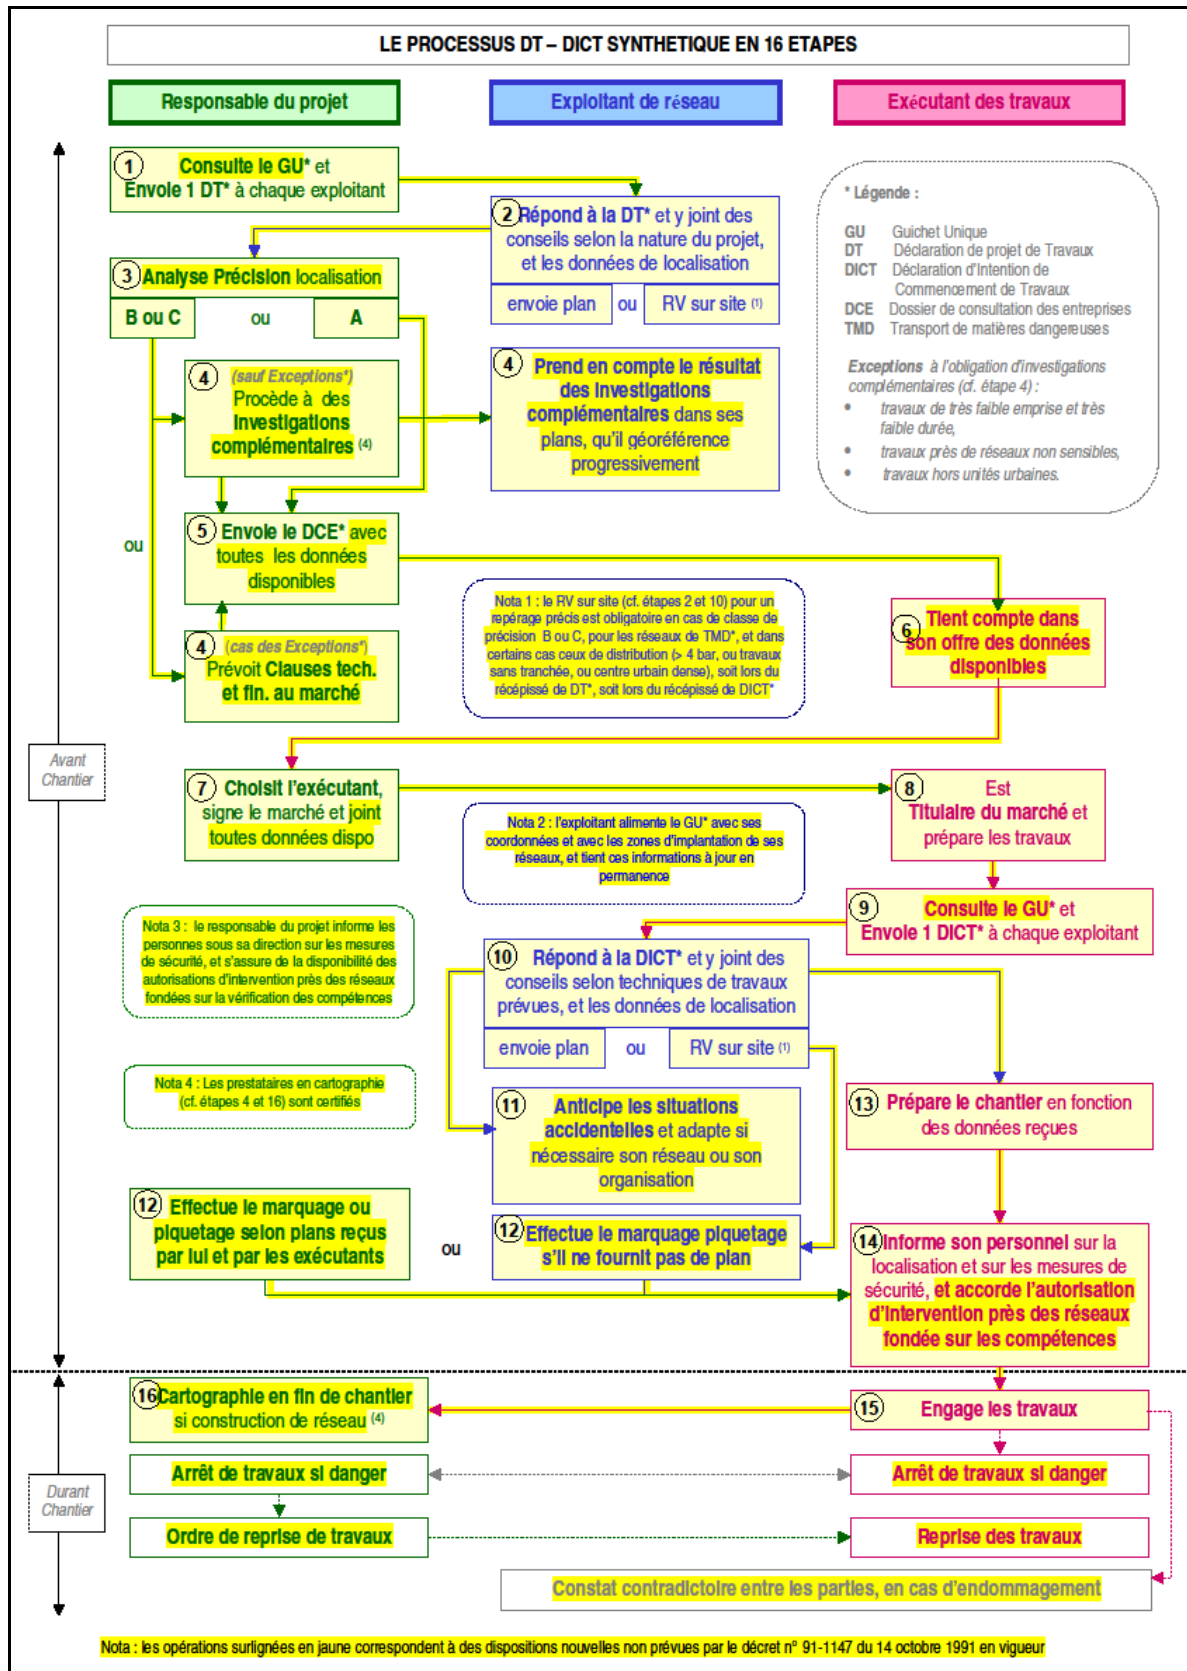 LE PROCESSUS DT – DICT SYNTHETIQUE EN 16 ETAPES
Responsable du projet
Exploitant de réseau
Exécutant des travaux
1
Consulte le GU* et
Envoie 1 DT* à chaque exploitant
2
Répond à la DT* et y joint des
conseils selon la nature du projet,
et les données de localisation
envoie plan
ou
RV sur site (1)
* Légende :
GU Guichet Unique
DT Déclaration de projet de Travaux
DICT Déclaration d'Intention de
Commencement de Travaux
DCE Dossier de consultation des entreprises
TMD Transport de matières dangereuses
Exceptions à l'obligation d'investigations
complémentaires (cf. étape 4) :
• travaux de très faible emprise et très
faible durée,
• travaux près de réseaux non sensibles,
• travaux hors unités urbaines.
3
Analyse Précision localisation
B ou C
ou
A
4
(sauf Exceptions*)
Procède à des
investigations
complémentaires (4)
4
Prend en compte le résultat
des investigations
complémentaires dans ses
plans, qu'il géoréférence
progressivement
ou
5
Envoie le DCE* avec
toutes les données
disponibles
4
(cas des Exceptions*)
Prévoit Clauses tech.
et fin. au marché
Nota 1 : le RV sur site (cf. étapes 2 et 10) pour un
repérage précis est obligatoire en cas de classe de
précision B ou C, pour les réseaux de TMD*, et dans
certains cas ceux de distribution (> 4 bar, ou travaux
sans tranchée, ou centre urbain dense), soit lors du
récépissé de DT*, soit lors du récépissé de DICT*
6
Tient compte dans
son offre des données
disponibles
Avant
Chantier
7
Choisit l'exécutant,
signe le marché et joint
toutes données dispo
8
Est
Titulaire du marché et
prépare les travaux
Nota 2 : l'exploitant alimente le GU* avec ses
coordonnées et avec les zones d'implantation de ses
réseaux, et tient ces informations à jour en
permanence
9
Consulte le GU* et
Envoie 1 DICT* à chaque exploitant
Nota 3 : le responsable du projet informe les
personnes sous sa direction sur les mesures
de sécurité, et s'assure de la disponibilité des
autorisations d'intervention près des réseaux
fondées sur la vérification des compétences
10
Répond à la DICT* et y joint des
conseils selon techniques de travaux
prévues, et les données de localisation
envoie plan
ou
RV sur site (1)
Nota 4 : Les prestataires en cartographie
(cf. étapes 4 et 16) sont certifiés
11
Anticipe les situations
accidentelles et adapte si
nécessaire son réseau ou son
organisation
13
Prépare le chantier en fonction
des données reçues
12
Effectue le marquage ou
piquetage selon plans reçus
par lui et par les exécutants
ou
12
Effectue le marquage piquetage
s'il ne fournit pas de plan
14
Informe son personnel sur la
localisation et sur les mesures de
sécurité, et accorde l'autorisation
d'intervention près des réseaux
fondée sur les compétences
16
Cartographie en fin de chantier
si construction de réseau (4)
15
Engage les travaux
Arrêt de travaux si danger
Arrêt de travaux si danger
Durant
Chantier
Ordre de reprise de travaux
Reprise des travaux
Constat contradictoire entre les parties, en cas d'endommagement
Nota : les opérations surlignées en jaune correspondent à des dispositions nouvelles non prévues par le décret n° 91-1147 du 14 octobre 1991 en vigueur